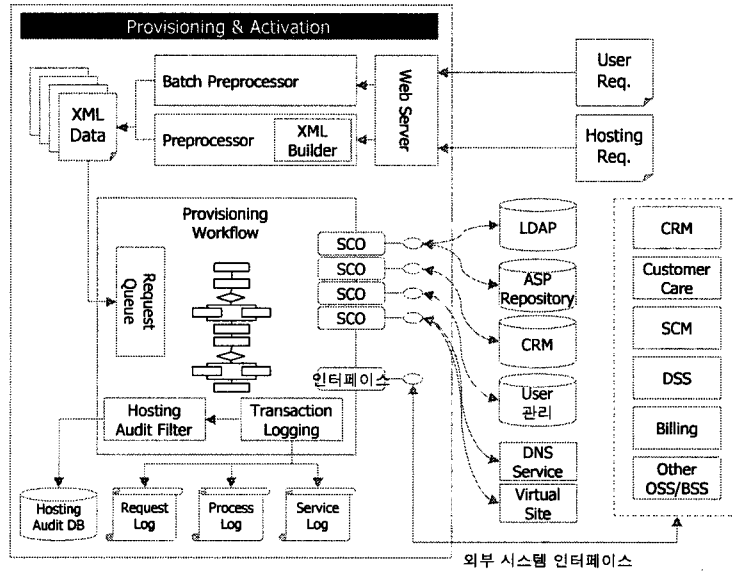 Provisioning & Activation
XML
Data
Batch Preprocessor
Preprocessor
XML
Builder
Web Server
User
Req.
Hosting
Req.
Provisioning
Workflow
Request
Queue
SCO
SCO
SCO
SCO
인터페이스
Hosting
Audit Filter
Transaction
Logging
Hosting
Audit DB
Request
Log
Process
Log
Service
Log
LDAP
ASP
Repository
CRM
User
관리
DNS
Service
Virtual
Site
CRM
Customer
Care
SCM
DSS
Billing
Other
OSS/BSS
외부 시스템 인터페이스